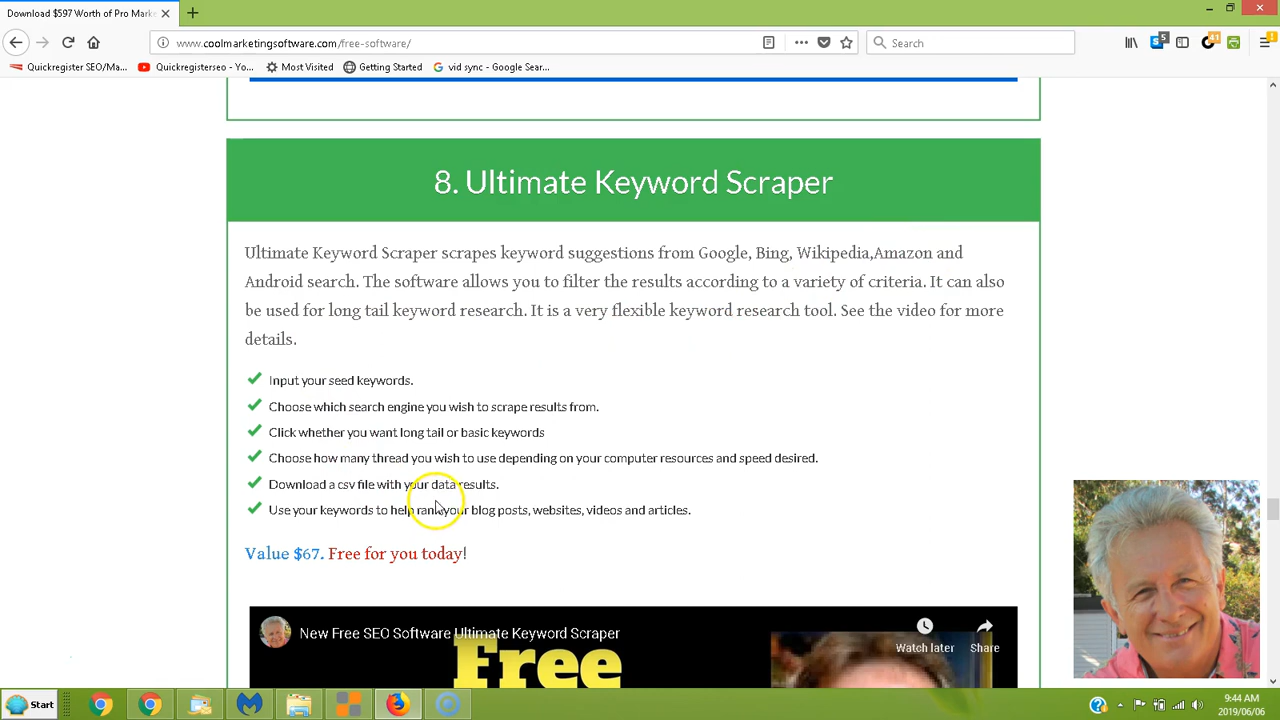 Download $597 Worth of Pro Marke
www.coolmarketingsoftware.com/free-software/
Search
5
41
1
Quickregister SEO/Ma...
Quickregisterseo - Yo...
Most Visited
Getting Started
vid sync - Google Sear...
8. Ultimate Keyword Scraper
Ultimate Keyword Scraper scrapes keyword suggestions from Google, Bing, Wikipedia,Amazon and
Android search. The software allows you to filter the results according to a variety of criteria. It can also
be used for long tail keyword research. It is a very flexible keyword research tool. See the video for more
details.
Input your seed keywords.
Choose which search engine you wish to scrape results from.
Click whether you want long tail or basic keywords
Choose how many thread you wish to use depending on your computer resources and speed desired.
Download a csv file with your data results.
Use your keywords to help rank your blog posts, websites, videos and articles.
Value $67. Free for you today!
New Free SEO Software Ultimate Keyword Scraper
Watch later
Share
Free
Start
9:44 AM
2019/06/06